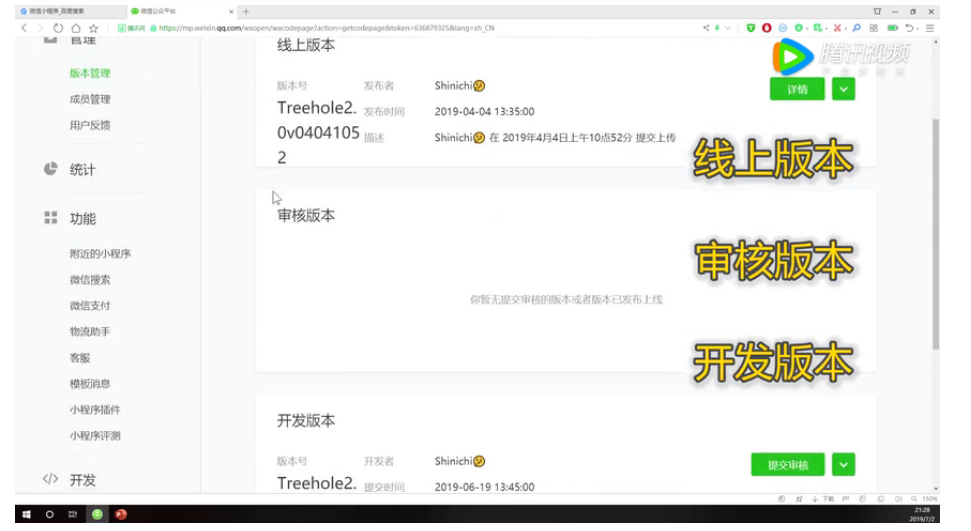 微信小程序_百度搜索
微信公众平台
https://mp.weixin.qq.com/wxopen/wacodepage?action=getcodepage&token=636879325&lang=zh_CN
腾讯视频
管理
版本管理
成员管理
用户反馈
统计
功能
附近的小程序
微信搜索
微信支付
物流助手
客服
模板消息
小程序插件
小程序评测
开发
线上版本
版本号
Treehole2.
0v0404105
2
发布者 Shinichi
发布时间 2019-04-04 13:35:00
描述 Shinichi 在 2019年4月4日上午10点52分 提交上传
详情
线上版本
审核版本
审核版本
你暂无提交审核的版本或者版本已发布上线
开发版本
开发版本
版本号
Treehole2.
开发者 Shinichi
提交时间 2019-06-19 13:45:00
提交审核
下载
150%
21:28
2019/7/2